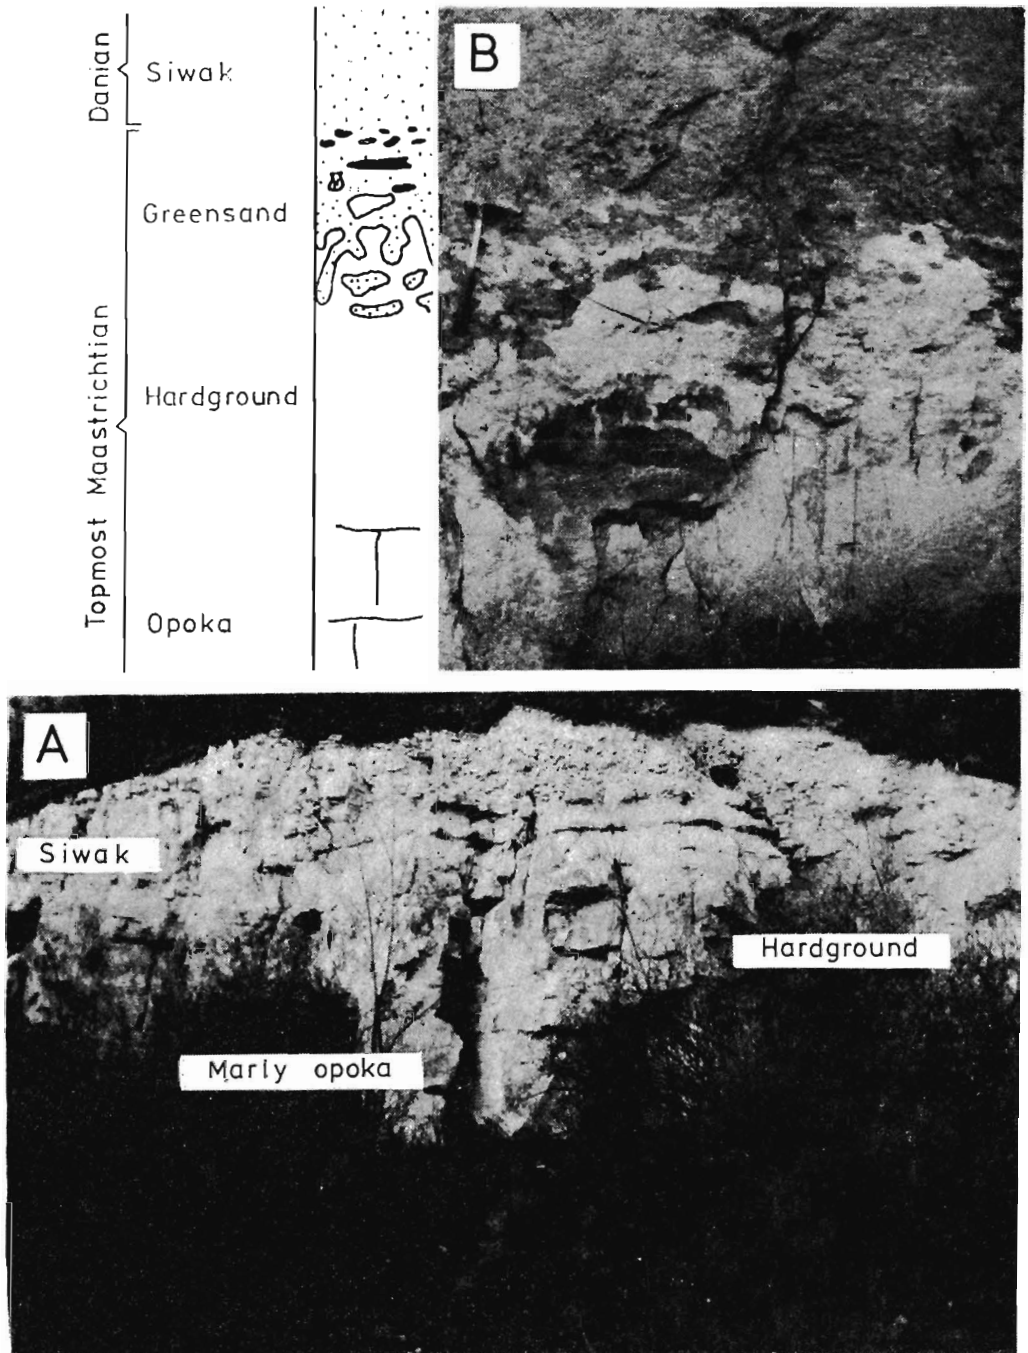 Danian
Siwak
B
Greensand
Topmost Maastrichtian
Hardground
Opoka
A
Siwak
Hardground
Marly opoka